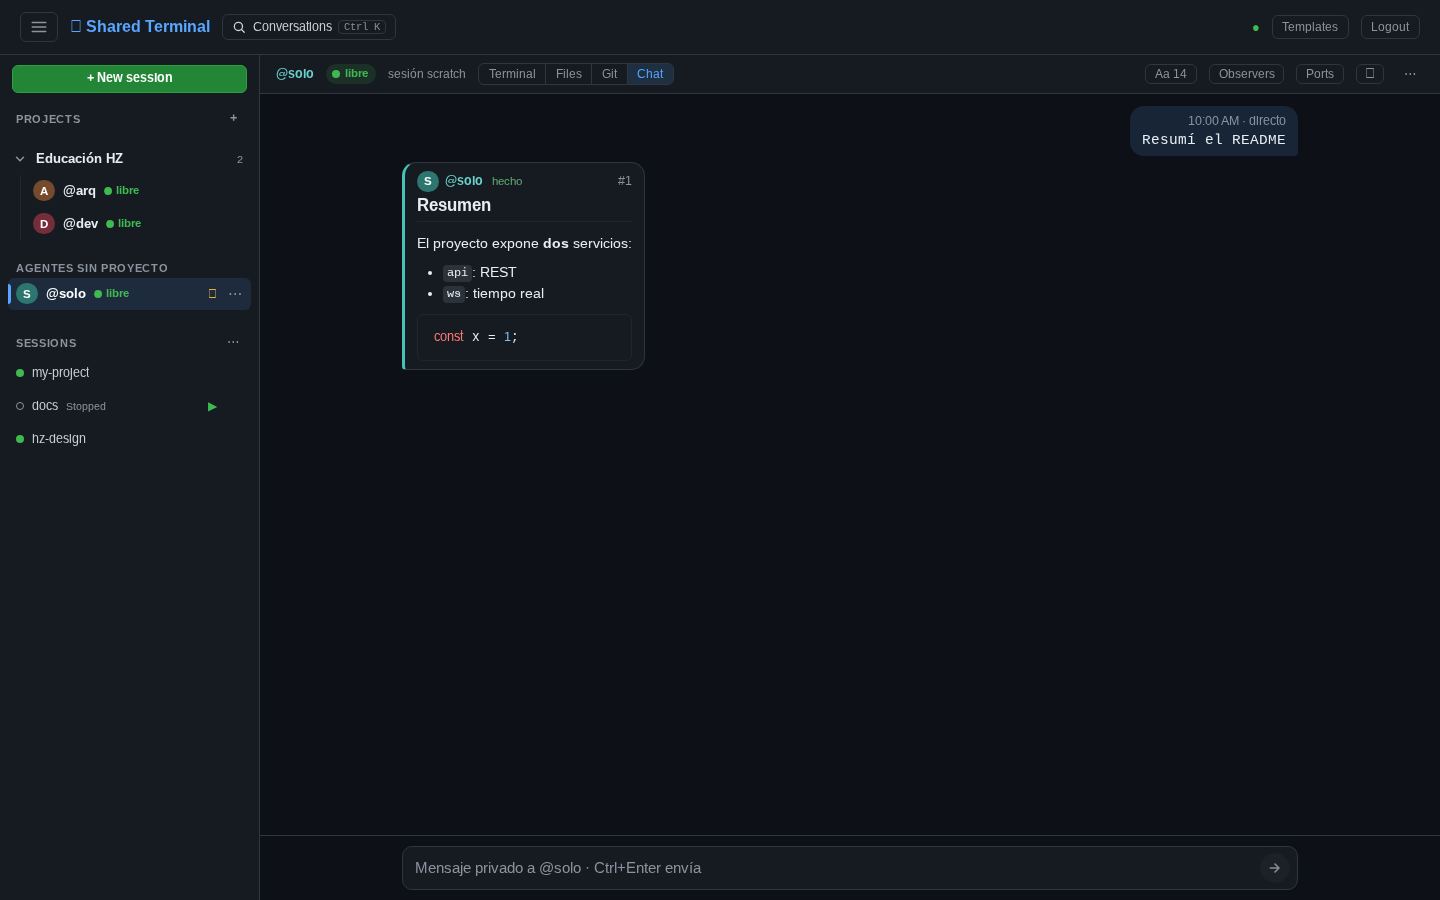 Shared Terminal
Conversations Ctrl K
Templates
Logout
+ New session
PROJECTS +
Educación HZ 2
A @arq libre
D @dev libre
AGENTES SIN PROYECTO
S @solo libre ···
SESSIONS ···
my-project
docs Stopped
hz-design
@solo libre sesión scratch Terminal Files Git Chat
Aa 14 Observers Ports ···
10:00 AM · directo
Resumí el README
S @solo hecho #1
Resumen
El proyecto expone dos servicios:
• api: REST
• ws: tiempo real
const x = 1;
Mensaje privado a @solo · Ctrl+Enter envía